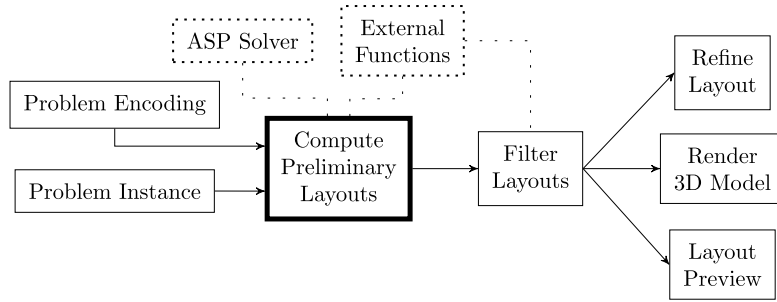 ASP Solver
External
Functions
Problem Encoding
Problem Instance
Compute
Preliminary
Layouts
Filter
Layouts
Refine
Layout
Render
3D Model
Layout
Preview